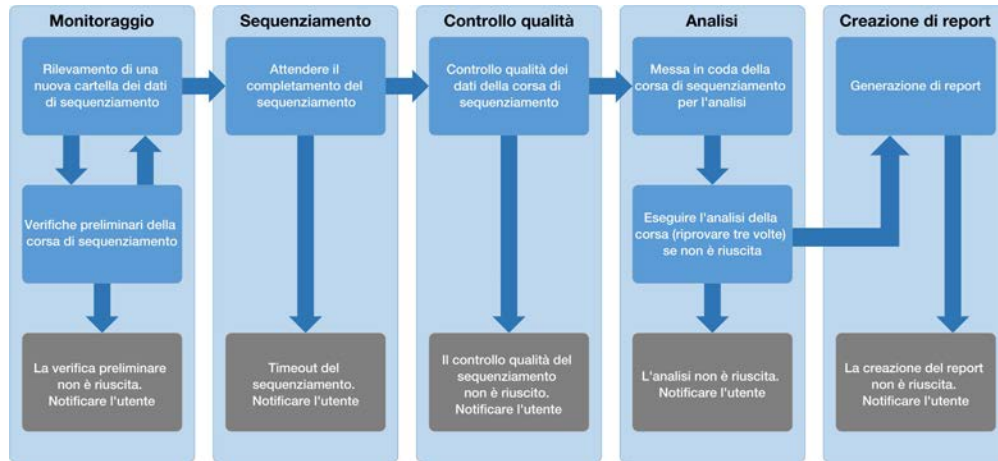 Monitoraggio
Rilevamento di una
nuova cartella dei dati
di sequenziamento
Verifiche preliminari della
corsa di sequenziamento
La verifica preliminare
non è riuscita.
Notificare l'utente
Sequenziamento
Attendere il
completamento del
sequenziamento
Timeout del
sequenziamento.
Notificare l'utente
Controllo qualità
Controllo qualità dei
dati della corsa di
sequenziamento
Il controllo qualità del
sequenziamento
non è riuscito.
Notificare l'utente
Analisi
Messa in coda della
corsa di sequenziamento
per l'analisi
Eseguire l'analisi della
corsa (riprovare tre volte)
se non è riuscita
L'analisi non è riuscita.
Notificare l'utente
Creazione di report
Generazione di report
La creazione del report
non è riuscita.
Notificare l'utente